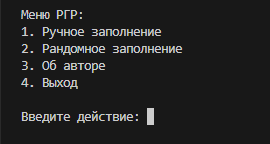 Меню РГР:
1. Ручное заполнение
2. Рандомное заполнение
3. Об авторе
4. Выход
Введите действие: